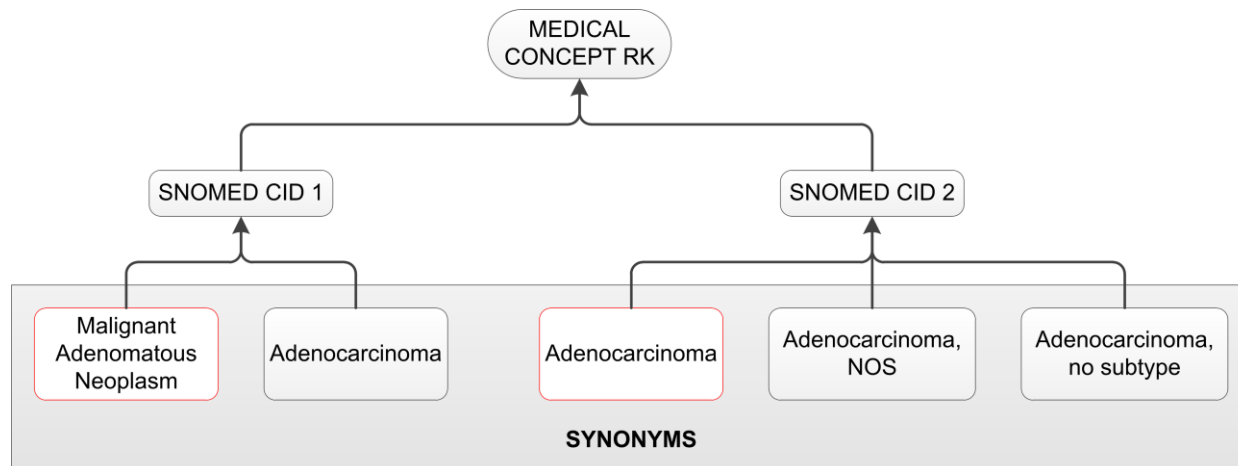 MEDICAL
CONCEPT RK
SNOMED CID 1
SNOMED CID 2
Malignant
Adenomatous
Neoplasm
Adenocarcinoma
Adenocarcinoma
Adenocarcinoma,
NOS
Adenocarcinoma,
no subtype
SYNONYMS